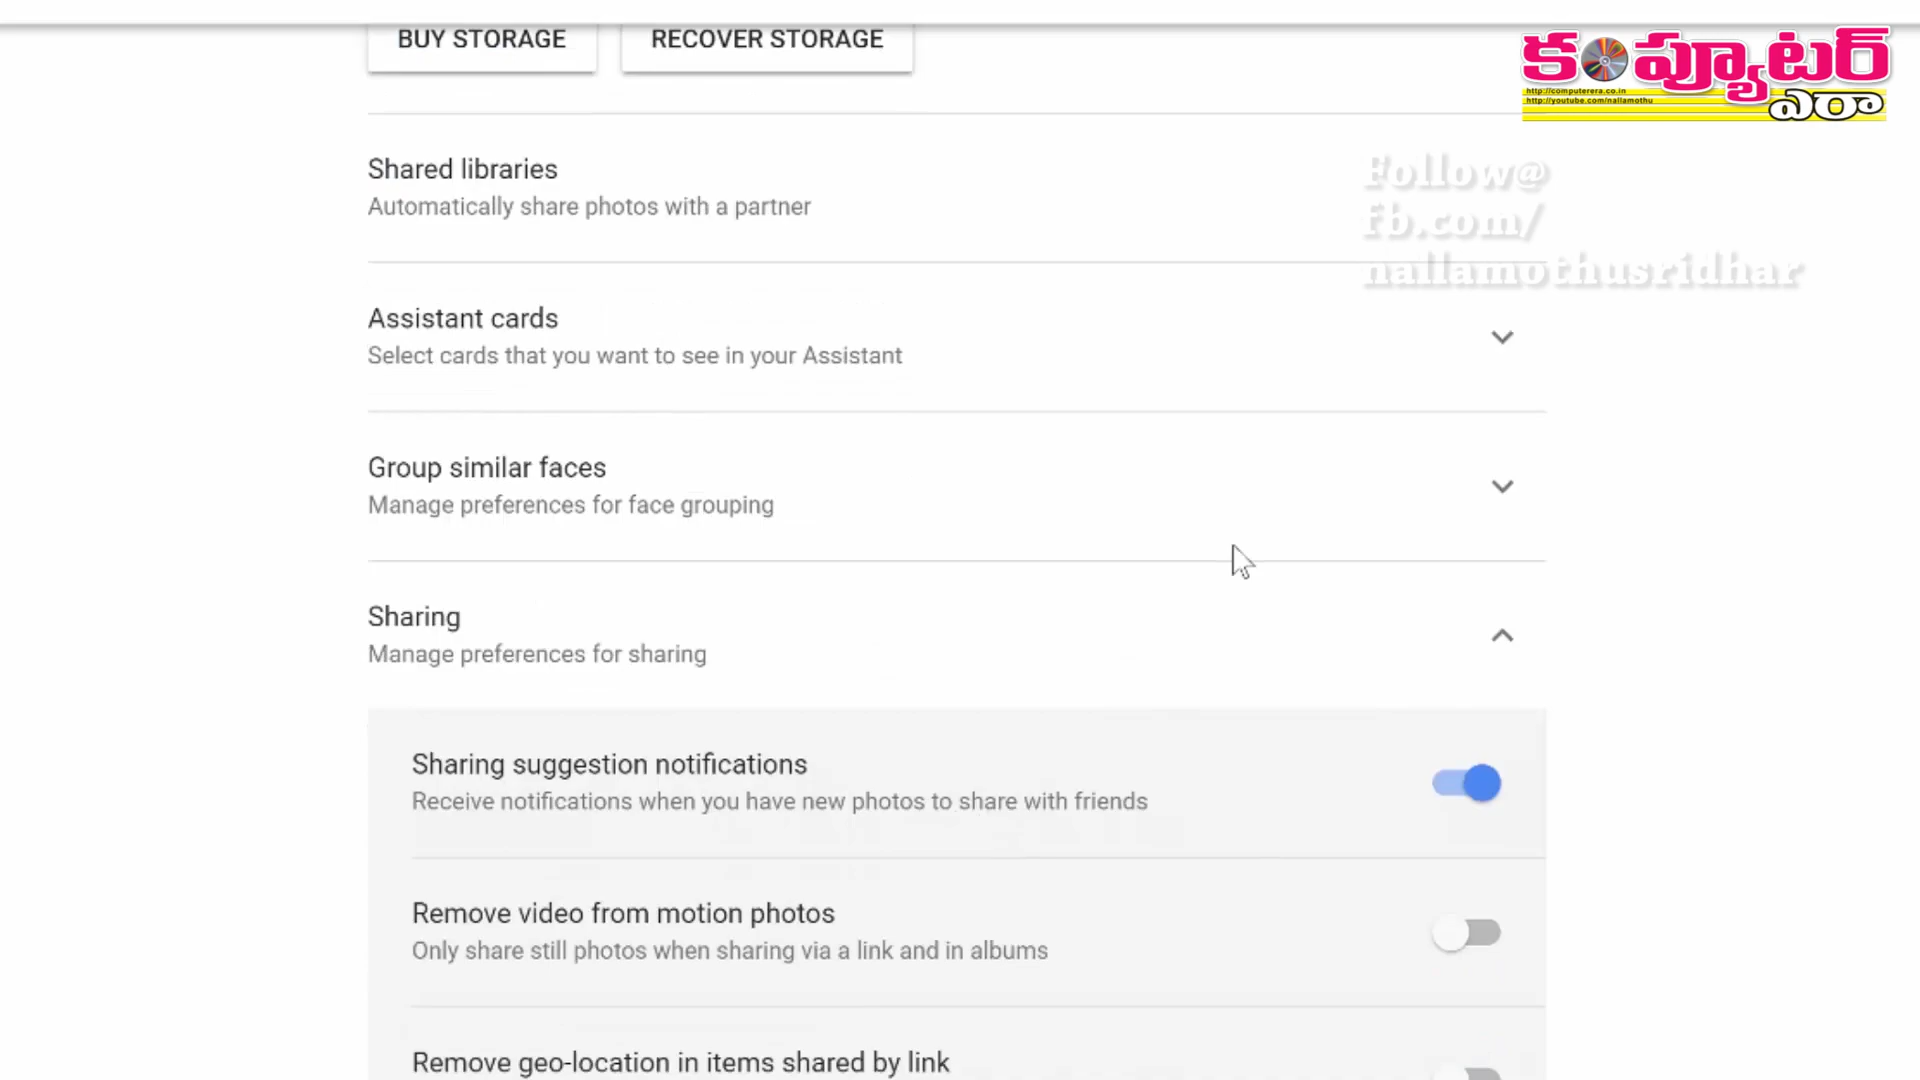 BUY STORAGE
RECOVER STORAGE
కంప్యూటర్
http://computerera.co.in
http://youtube.com/nallamothu
ఎరా
Shared libraries
Automatically share photos with a partner
Follow@
fb.com/
nallamothusridhar
Assistant cards
Select cards that you want to see in your Assistant
Group similar faces
Manage preferences for face grouping
Sharing
Manage preferences for sharing
Sharing suggestion notifications
Receive notifications when you have new photos to share with friends
Remove video from motion photos
Only share still photos when sharing via a link and in albums
Remove geo-location in items shared by link